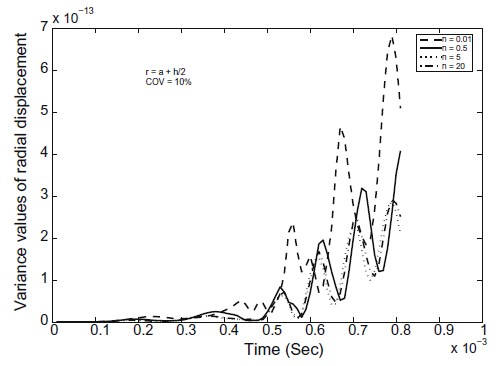 x 10⁻¹³
7
6
5
4
3
2
1
0
Variance values of radial displacement
r = a + h/2
COV = 10%
n = 0.01
n = 0.5
n = 5
n = 20
0 0.1 0.2 0.3 0.4 0.5 0.6 0.7 0.8 0.9 1
Time (Sec)
x 10⁻³